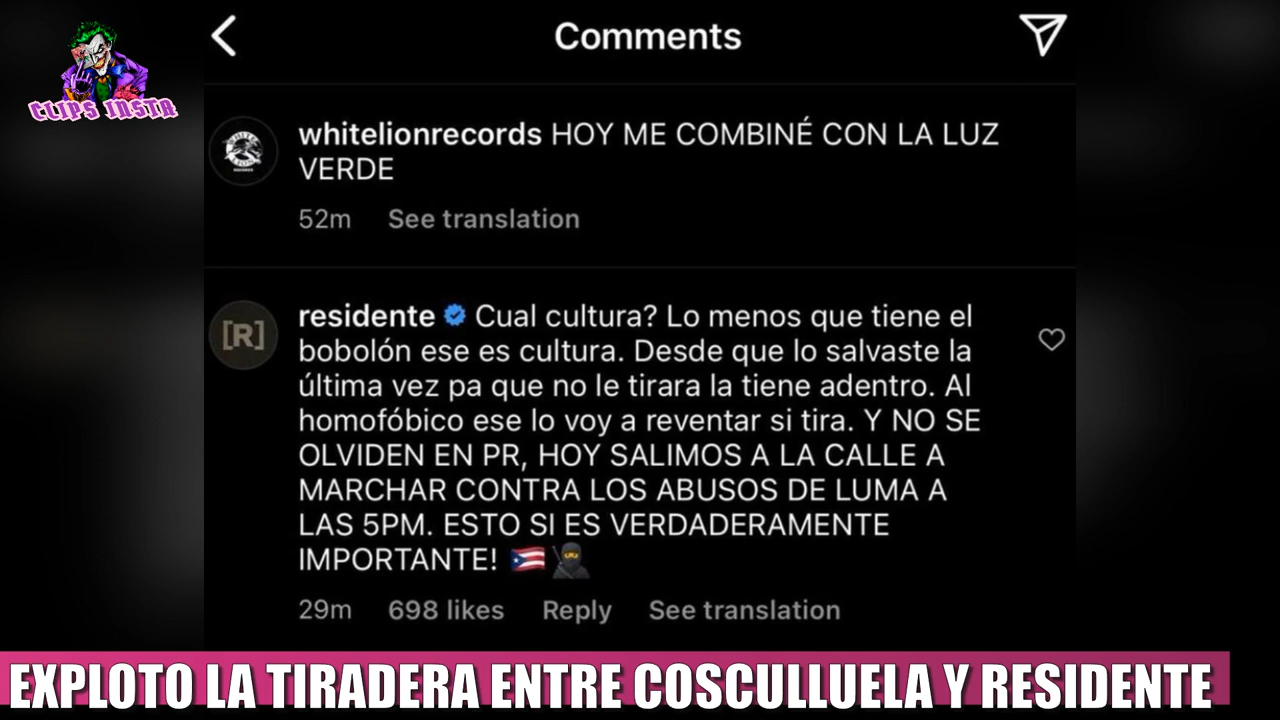 CLIPS INSTA
Comments
whitelionrecords HOY ME COMBINÉ CON LA LUZ
VERDE
52m See translation
residente Cual cultura? Lo menos que tiene el
bobolón ese es cultura. Desde que lo salvaste la
última vez pa que no le tirara la tiene adentro. Al
homofóbico ese lo voy a reventar si tira. Y NO SE
OLVIDEN EN PR, HOY SALIMOS A LA CALLE A
MARCHAR CONTRA LOS ABUSOS DE LUMA A
LAS 5PM. ESTO SI ES VERDADERAMENTE
IMPORTANTE! 🇵🇷🥷
29m 698 likes Reply See translation
[R]
EXPLOTO LA TIRADERA ENTRE COSCULLUELA Y RESIDENTE